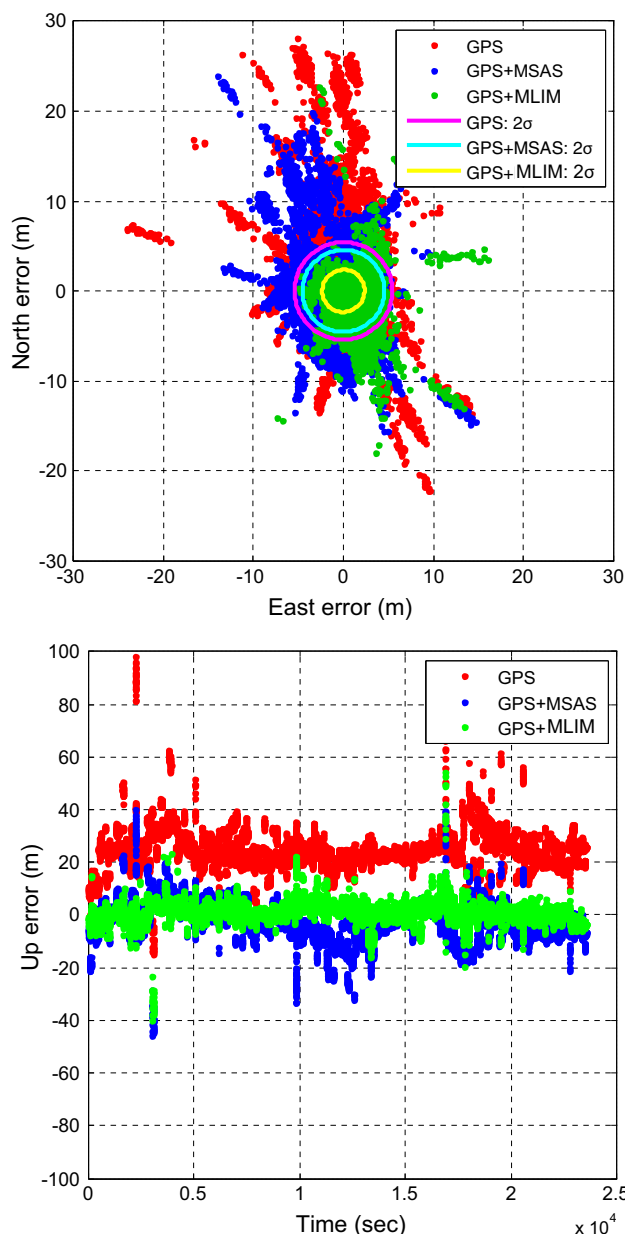 30
20
10
0
-10
-20
-30
-30
-20
-10
0
10
20
30
North error (m)
East error (m)
GPS
GPS+MSAS
GPS+MLIM
GPS: 2σ
GPS+MSAS: 2σ
GPS+MLIM: 2σ
100
80
60
40
20
0
-20
-40
-60
-80
-100
0
0.5
1
1.5
2
2.5
x 10⁴
Up error (m)
Time (sec)
GPS
GPS+MSAS
GPS+MLIM